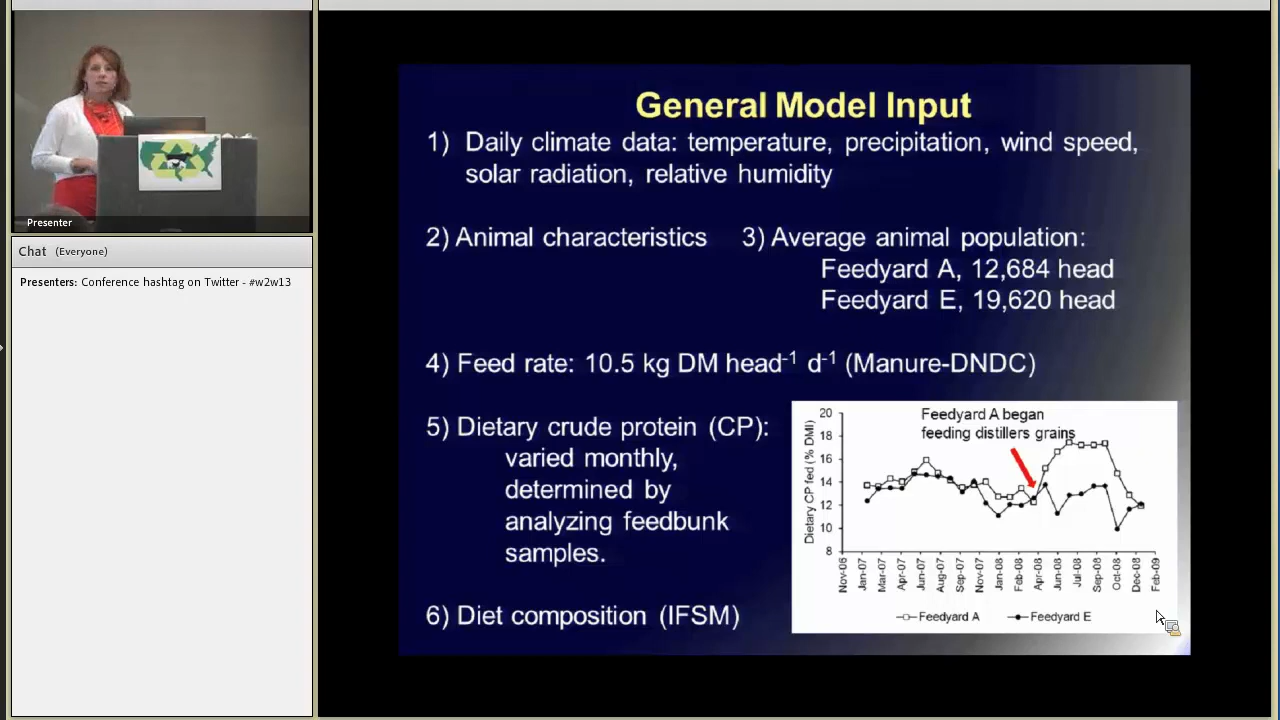 Presenter
Chat (Everyone)
Presenters: Conference hashtag on Twitter - #w2w13
General Model Input
1) Daily climate data: temperature, precipitation, wind speed,
solar radiation, relative humidity
2) Animal characteristics 3) Average animal population:
Feedyard A, 12,684 head
Feedyard E, 19,620 head
4) Feed rate: 10.5 kg DM head-1 d-1 (Manure-DNDC)
5) Dietary crude protein (CP):
varied monthly,
determined by
analyzing feedbunk
samples.
6) Diet composition (IFSM)
Feedyard A began
feeding distillers grains
Dietary CP fed (% DMI)
20
18
16
14
12
10
8
Nov-06
Jan-07
Mar-07
Apr-07
Jun-07
Aug-07
Sep-07
Nov-07
Jan-08
Feb-08
Apr-08
Jun-08
Jul-08
Sep-08
Oct-08
Dec-08
Feb-09
Feedyard A Feedyard E